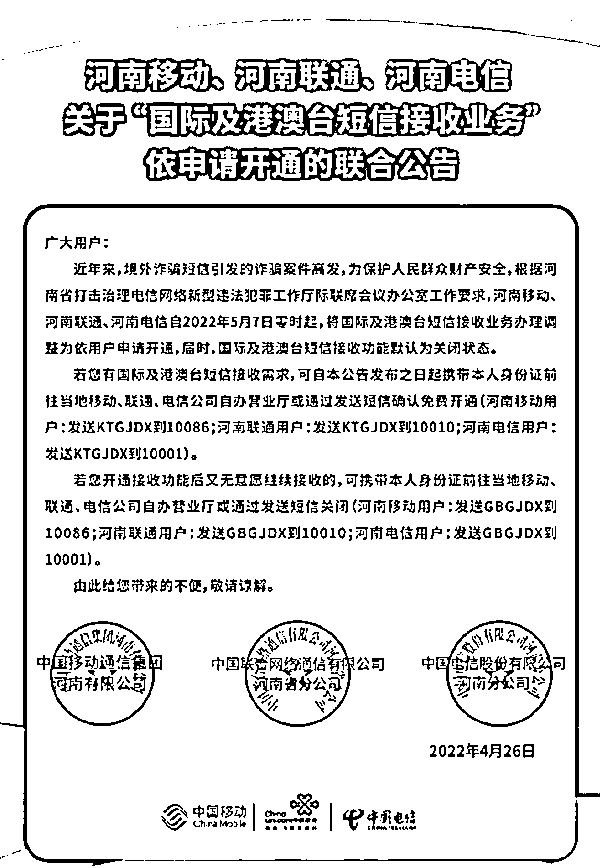 河南移动、河南联通、河南电信
关于“国际及港澳台短信接收业务”
依申请开通的联合公告
广大用户：
近年来,境外诈骗短信引发的诈骗案件高发,为保护人民群众财产安全,根据河
南省打击治理电信网络新型违法犯罪工作厅际联席会议办公室工作要求,河南移动、
河南联通、河南电信自2022年5月7日零时起,将国际及港澳台短信接收业务办理调
整为依用户申请开通,届时,国际及港澳台短信接收功能默认为关闭状态。
若您有国际及港澳台短信接收需求,可自本公告发布之日起携带本人身份证前
往当地移动、联通、电信公司自办营业厅或通过发送短信确认免费开通(河南移动用
户：发送KTGJDX到10086;河南联通用户：发送KTGJDX到10010;河南电信用户：
发送KTGJDX到10001)。
若您开通接收功能后又无意愿继续接收的,可携带本人身份证前往当地移动、
联通、电信公司自办营业厅或通过发送短信关闭(河南移动用户：发送GBGJDX到
10086;河南联通用户：发送GBGJDX到10010;河南电信用户：发送GBGJDX到
10001)。
由此给您带来的不便,敬请谅解。
中国移动通信集团 中国联合网络通信有限公司 中国电信股份有限公司
河南有限公司 河南省分公司 河南分公司
2022年4月26日
中国移动 China 中国电信
China Mobile